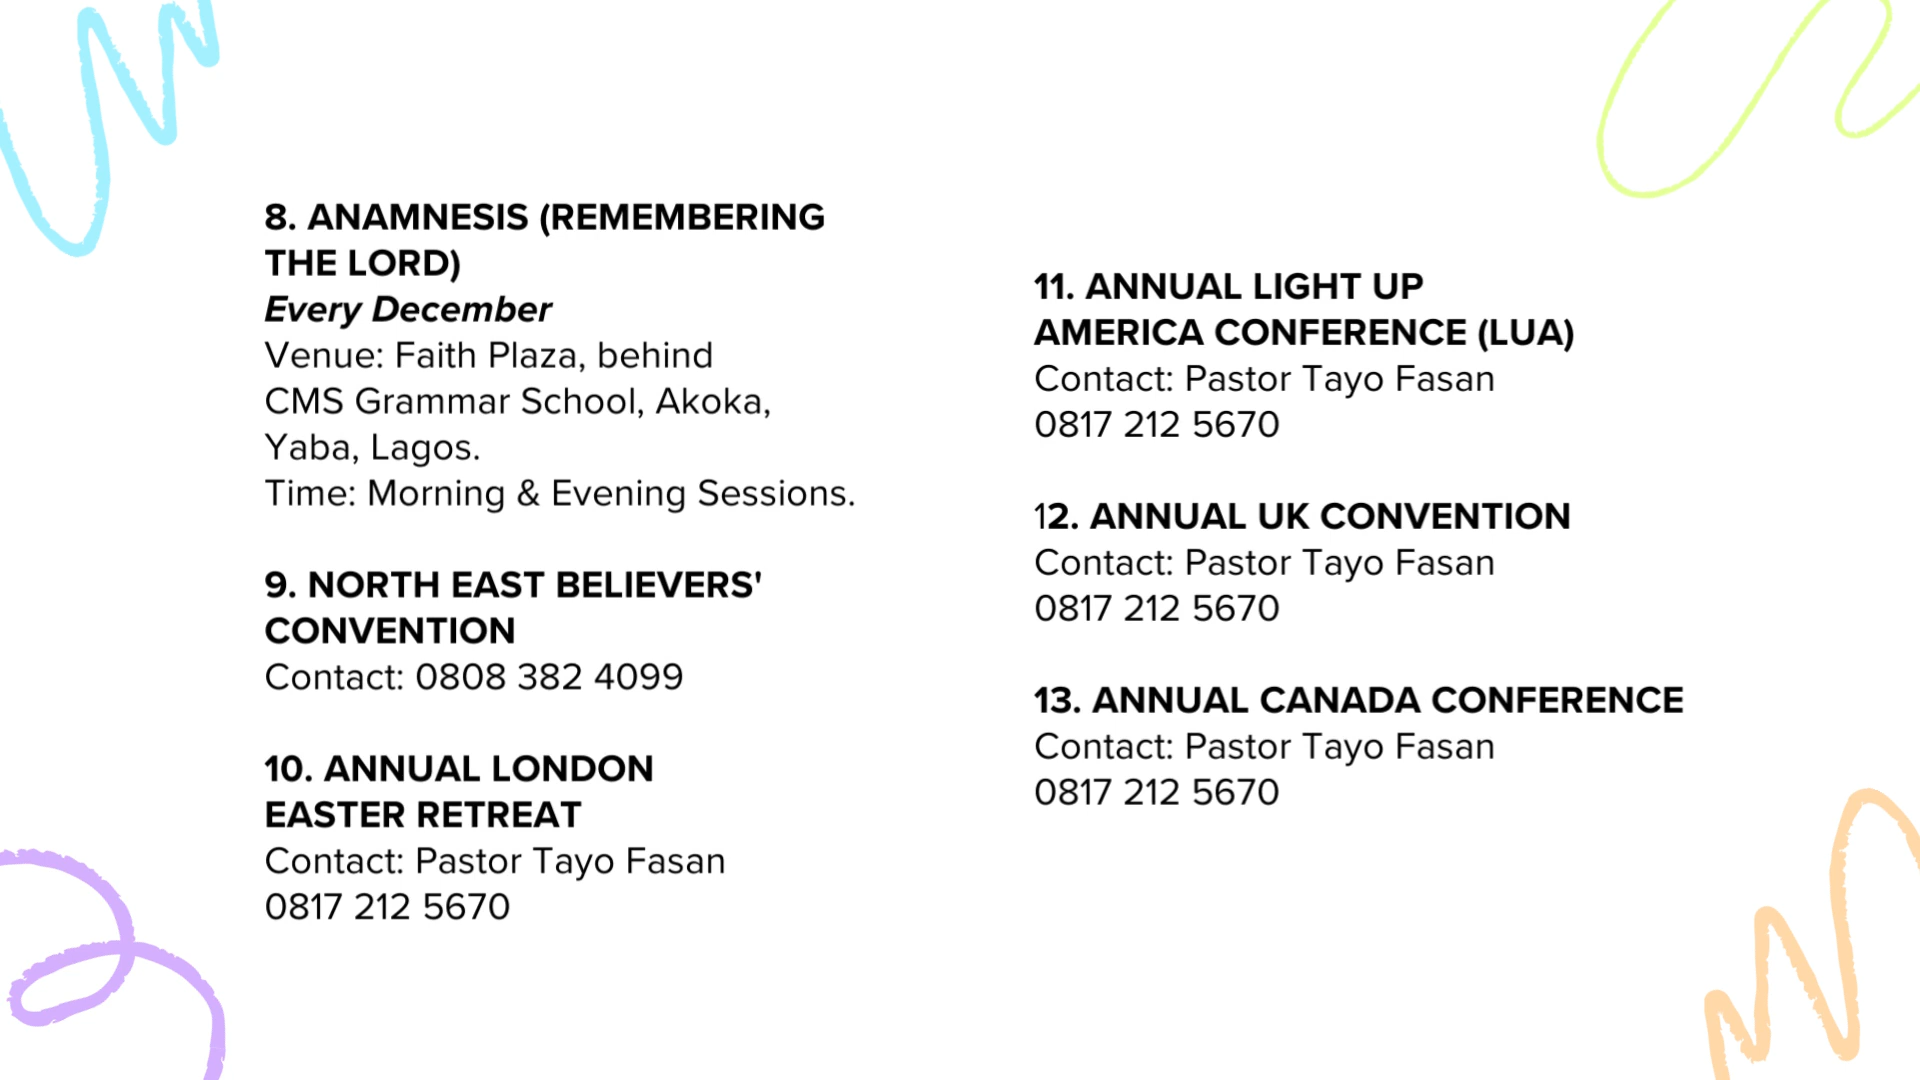 8. ANAMNESIS (REMEMBERING
THE LORD)
Every December
Venue: Faith Plaza, behind
CMS Grammar School, Akoka,
Yaba, Lagos.
Time: Morning & Evening Sessions.
9. NORTH EAST BELIEVERS'
CONVENTION
Contact: 0808 382 4099
10. ANNUAL LONDON
EASTER RETREAT
Contact: Pastor Tayo Fasan
0817 212 5670
11. ANNUAL LIGHT UP
AMERICA CONFERENCE (LUA)
Contact: Pastor Tayo Fasan
0817 212 5670
12. ANNUAL UK CONVENTION
Contact: Pastor Tayo Fasan
0817 212 5670
13. ANNUAL CANADA CONFERENCE
Contact: Pastor Tayo Fasan
0817 212 5670